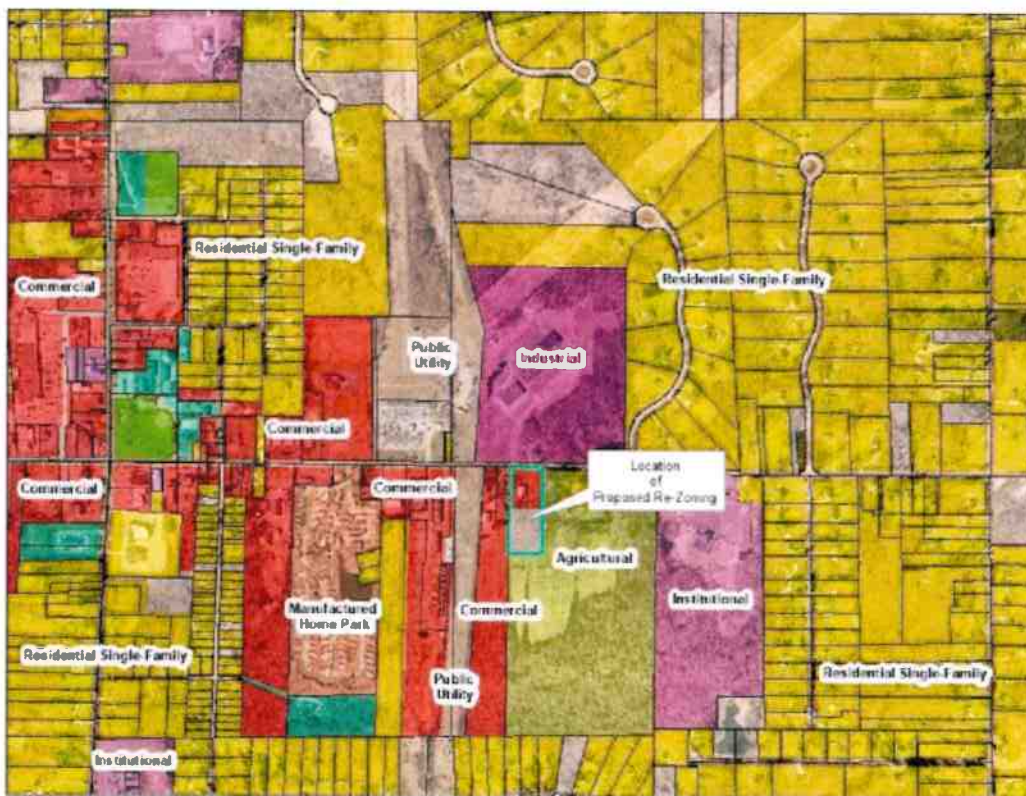 Residential Single-Family
Commercial
Residential Single-Family
Public
Utility
Industrial
Commercial
Location
of
Proposed Re-Zoning
Commercial
Commercial
Agricultural
Institutional
Manufactured
Home Park
Commercial
Residential Single-Family
Public
Utility
Residential Single-Family
Institutional